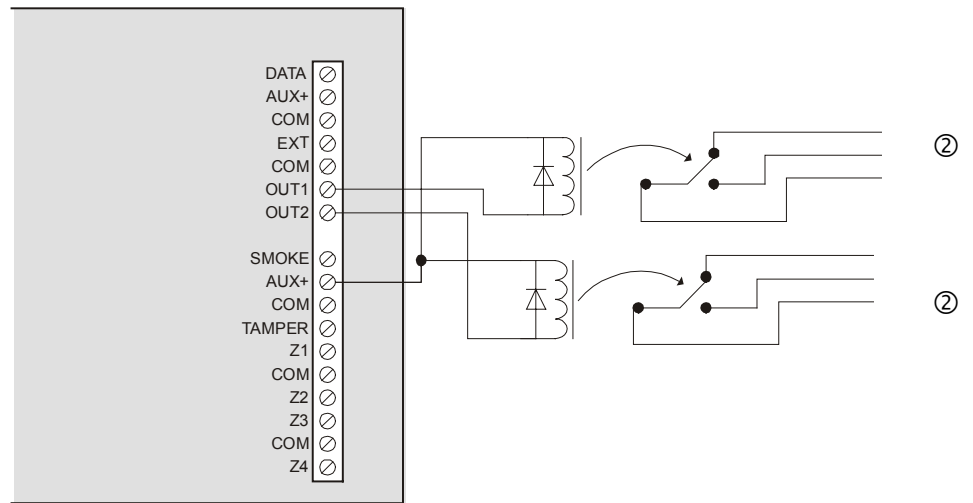 DATA
AUX+
COM
EXT
COM
OUT1
OUT2
SMOKE
AUX+
COM
TAMPER
Z1
COM
Z2
Z3
COM
Z4
②
②